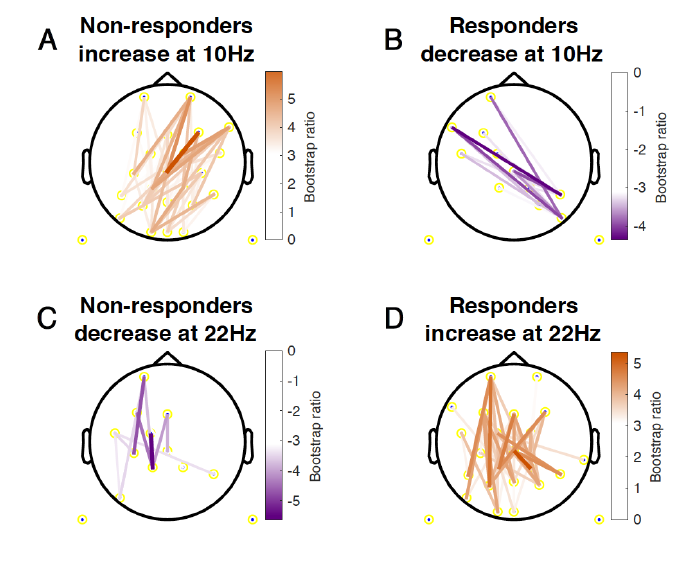 A
Non-responders
increase at 10Hz
5
4
3
2
1
0
Bootstrap ratio
B
Responders
decrease at 10Hz
0
-1
-2
-3
-4
Bootstrap ratio
C
Non-responders
decrease at 22Hz
0
-1
-2
-3
-4
-5
Bootstrap ratio
D
Responders
increase at 22Hz
5
4
3
2
1
0
Bootstrap ratio